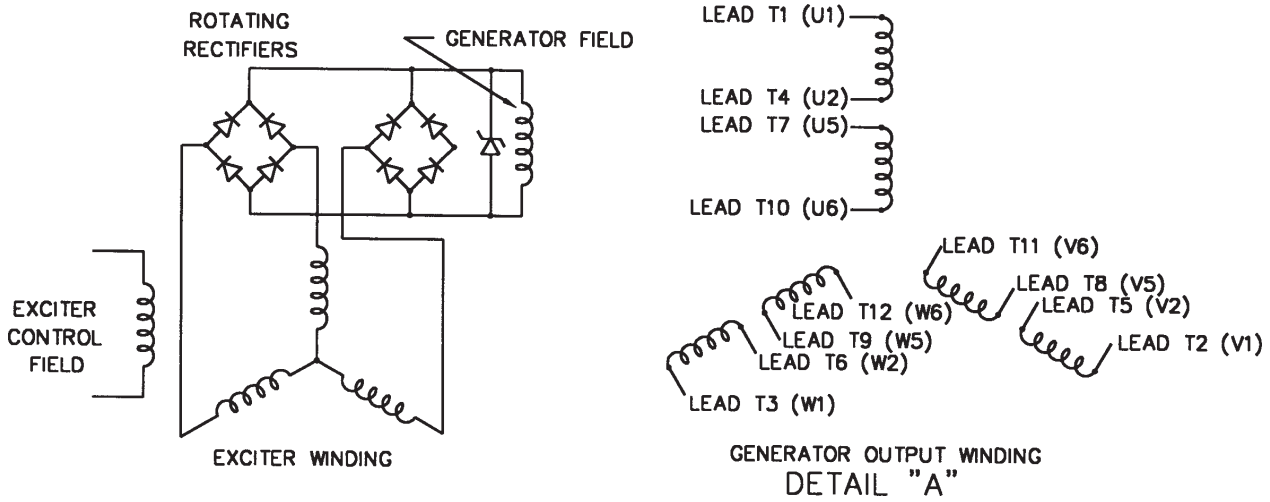 ROTATING
RECTIFIERS
GENERATOR FIELD
EXCITER
CONTROL
FIELD
EXCITER WINDING
LEAD T1 (U1)
LEAD T4 (U2)
LEAD T7 (U5)
LEAD T10 (U6)
LEAD T11 (V6)
LEAD T8 (V5)
LEAD T5 (V2)
LEAD T2 (V1)
LEAD T12 (W6)
LEAD T9 (W5)
LEAD T6 (W2)
LEAD T3 (W1)
GENERATOR OUTPUT WINDING
DETAIL "A"